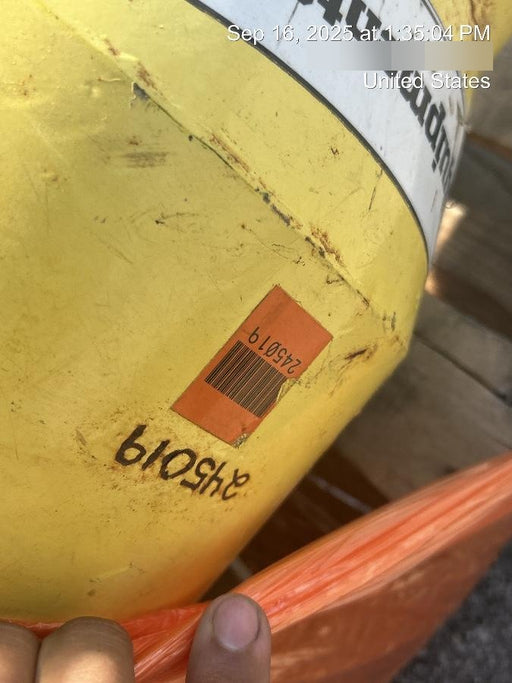 Sep 16, 2025 at 1:35:04 PM
United States
245019
245019